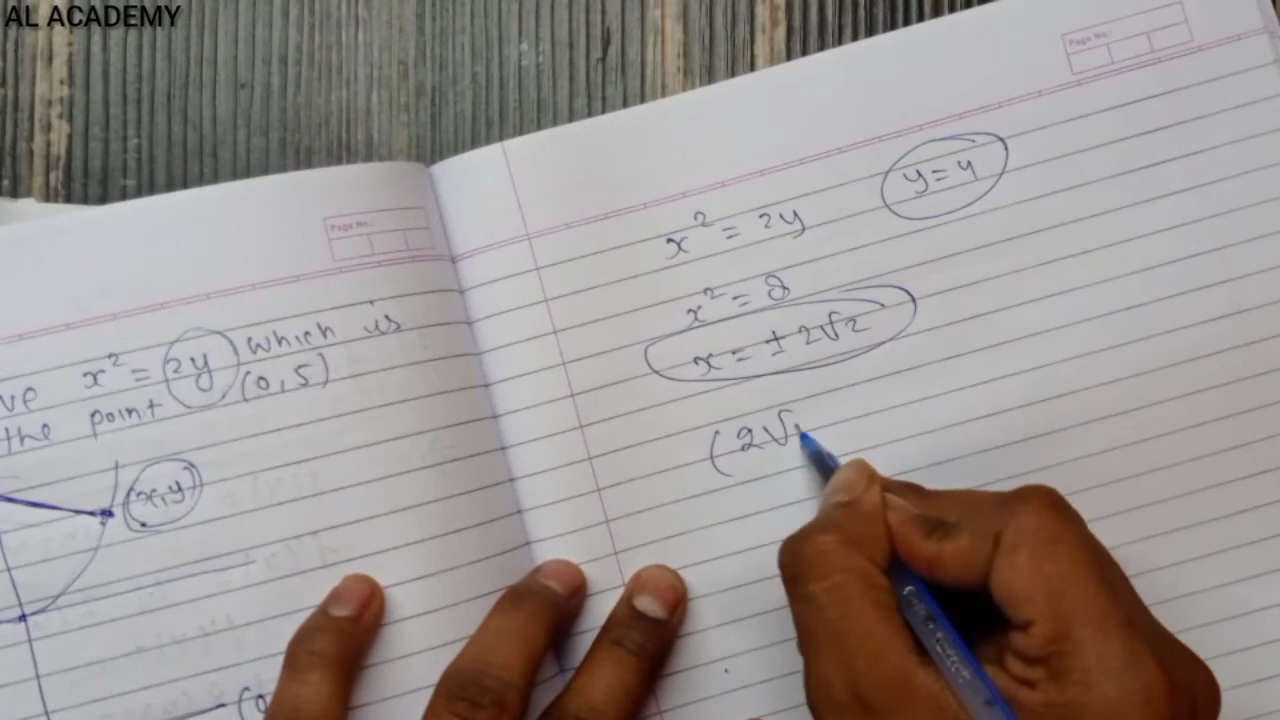 AL ACADEMY
Page No.:
ve x² = 2y which is
the point (0,5)
(x,y)
(0
Page No.:
y = 4
x² = 2y
x² = 8
x = ± 2√2
(2√